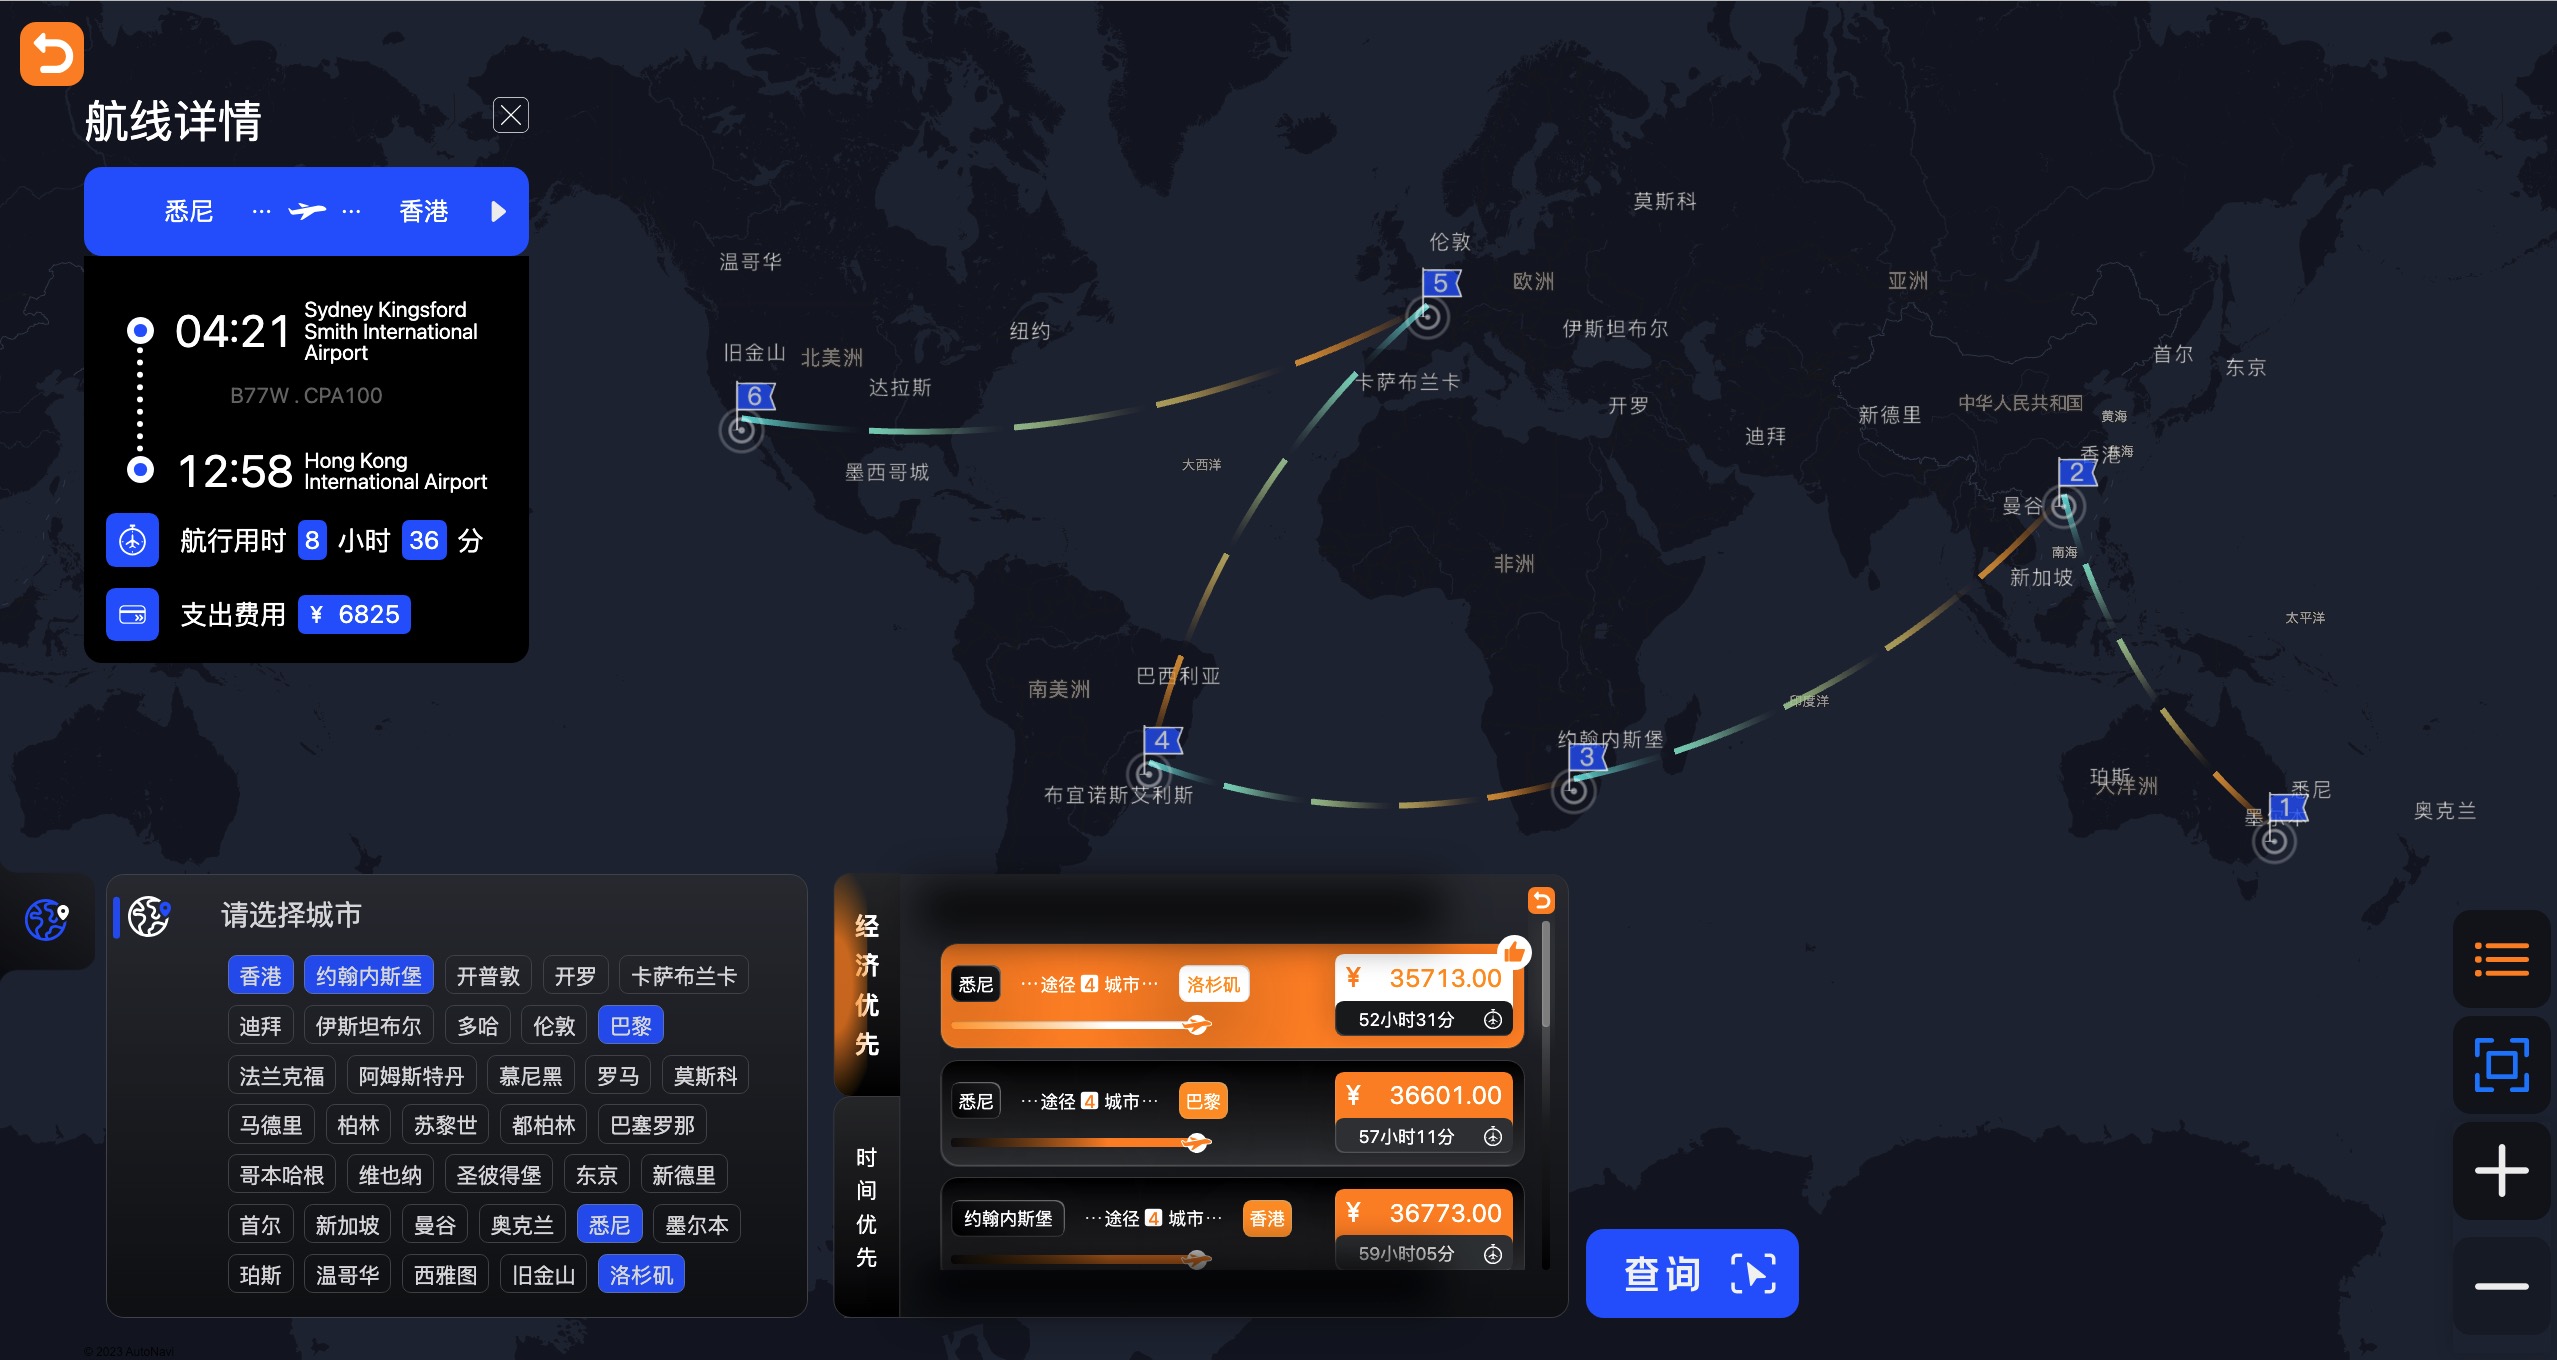 航线详情
悉尼 ··· ··· 香港
04:21 Sydney Kingsford
Smith International
Airport
B77W . CPA100
12:58 Hong Kong
International Airport
航行用时 8 小时 36 分
支出费用 ¥ 6825
莫斯科
伦敦
温哥华
欧洲
亚洲
5
纽约
伊斯坦布尔
旧金山
北美洲
首尔
东京
达拉斯
卡萨布兰卡
6
开罗
中华人民共和国
新德里
黄海
迪拜
香港
东海
大西洋
墨西哥城
2
曼谷
南海
非洲
新加坡
太平洋
巴西利亚
南美洲
印度洋
4
约翰内斯堡
3
珀斯
大洋洲
悉尼
布宜诺斯艾利斯
1
墨尔本
奥克兰
请选择城市
香港 约翰内斯堡 开普敦 开罗 卡萨布兰卡
迪拜 伊斯坦布尔 多哈 伦敦 巴黎
法兰克福 阿姆斯特丹 慕尼黑 罗马 莫斯科
马德里 柏林 苏黎世 都柏林 巴塞罗那
哥本哈根 维也纳 圣彼得堡 东京 新德里
首尔 新加坡 曼谷 奥克兰 悉尼 墨尔本
珀斯 温哥华 西雅图 旧金山 洛杉矶
经济优先
时间优先
悉尼 ···途径 4 城市··· 洛杉矶 ¥ 35713.00
52小时31分
悉尼 ···途径 4 城市··· 巴黎 ¥ 36601.00
57小时11分
约翰内斯堡 ···途径 4 城市··· 香港 ¥ 36773.00
59小时05分
查询
© 2023 AutoNavi